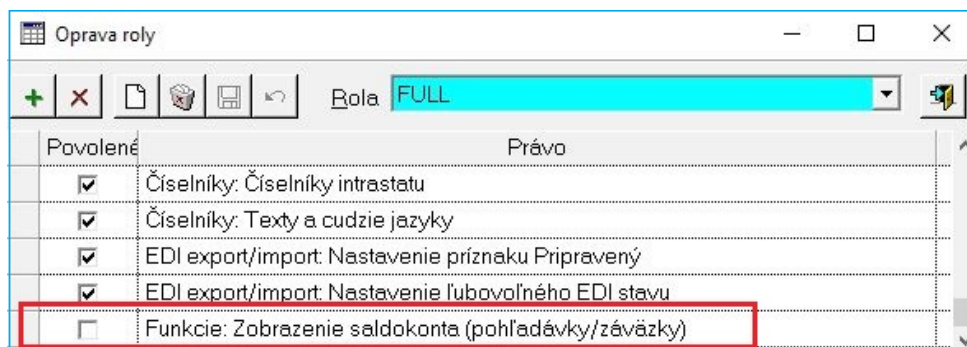 Oprava roly
Rola FULL
Povolené Právo
Číselníky: Číselníky intrastatu
Číselníky: Texty a cudzie jazyky
EDI export/import: Nastavenie príznaku Pripravený
EDI export/import: Nastavenie ľubovoľného EDI stavu
Funkcie: Zobrazenie saldokonta (pohľadávky/záväzky)